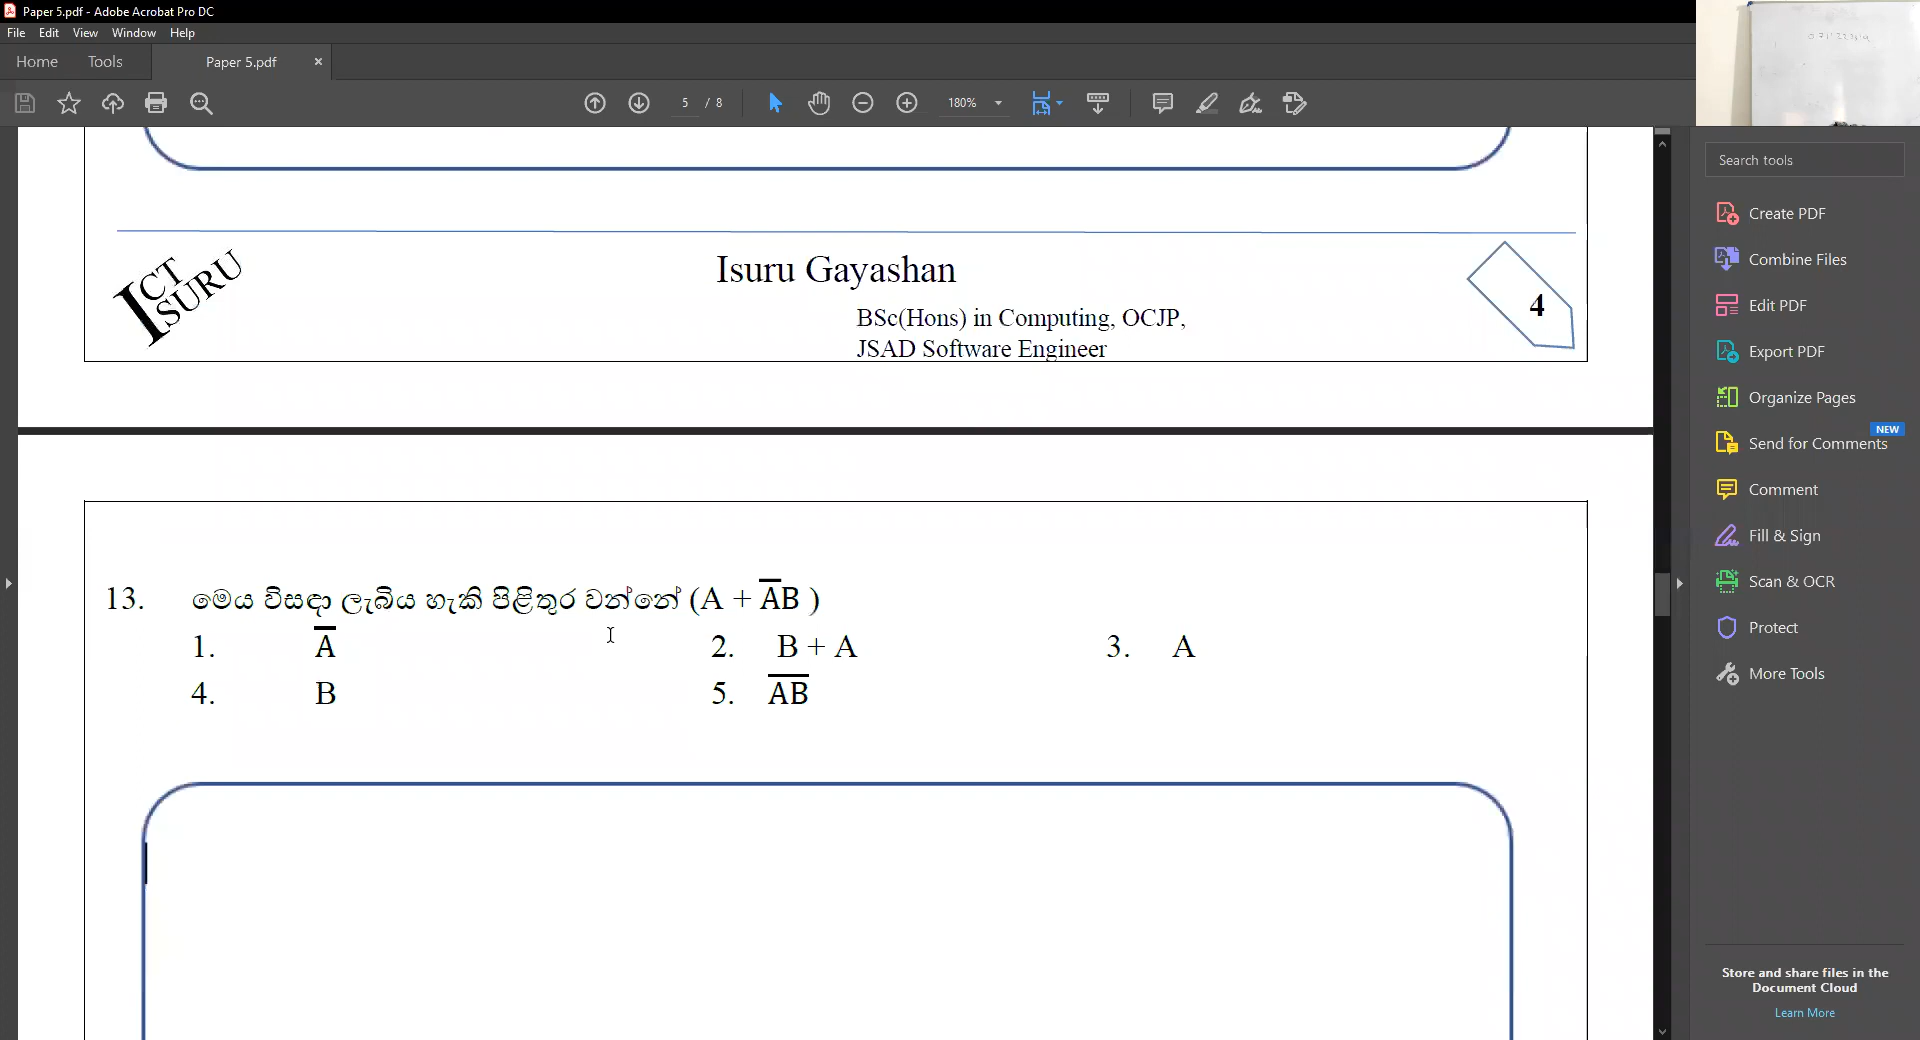 Paper 5.pdf - Adobe Acrobat Pro DC
File Edit View Window Help
Home Tools Paper 5.pdf ×
5 / 8 180%
Search tools
Create PDF
Combine Files
Edit PDF
Export PDF
Organize Pages
NEW
Send for Comments
Comment
Fill & Sign
Scan & OCR
Protect
More Tools
Store and share files in the
Document Cloud
Learn More
ICT
ISURU
Isuru Gayashan
BSc(Hons) in Computing, OCJP,
JSAD Software Engineer
4
13. මෙය විසඳා ලැබිය හැකි පිළිතුර වන්නේ (A + A̅B )
1. A̅ 2. B + A 3. A
4. B 5. A̅B̅